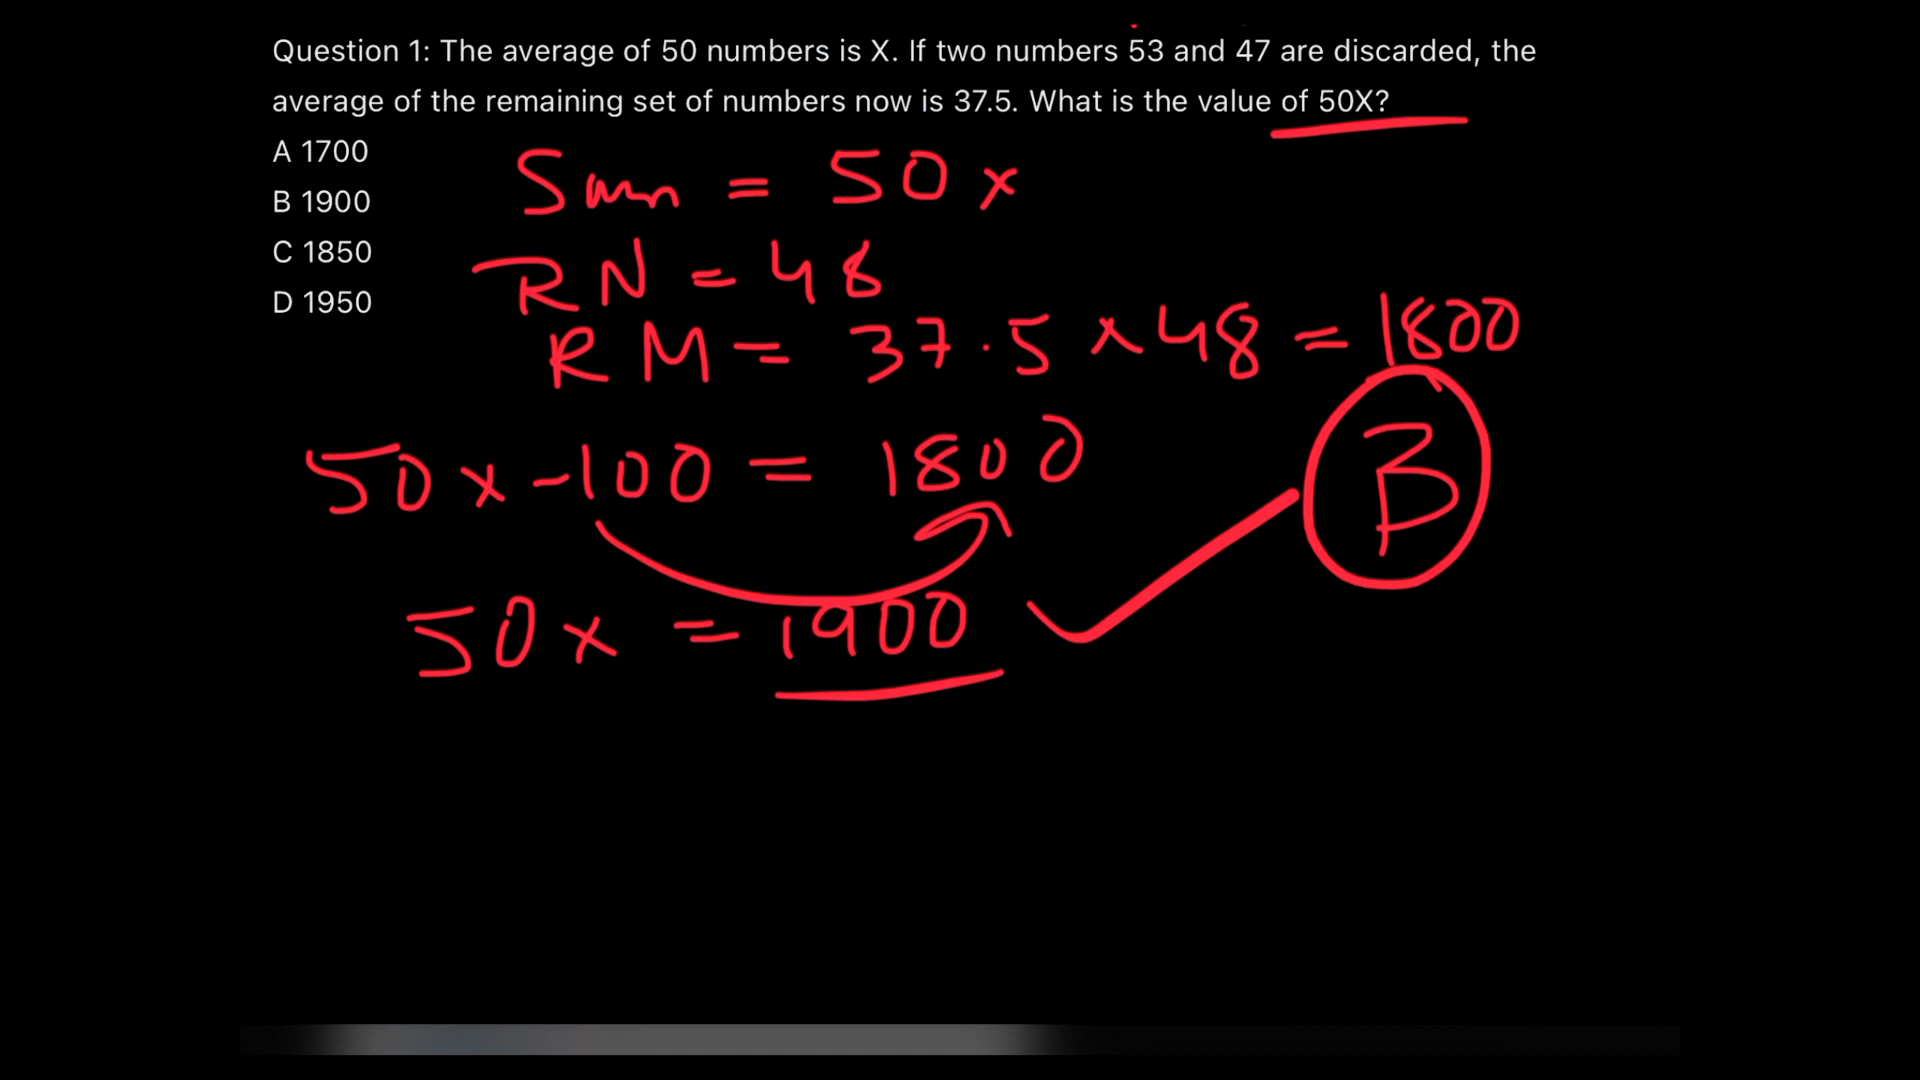 Question 1: The average of 50 numbers is X. If two numbers 53 and 47 are discarded, the
average of the remaining set of numbers now is 37.5. What is the value of 50X?
A 1700
B 1900
C 1850
D 1950
Sum = 50x
RN = 48
RM = 37.5 x 48 = 1800
50x - 100 = 1800
B
50x = 1900